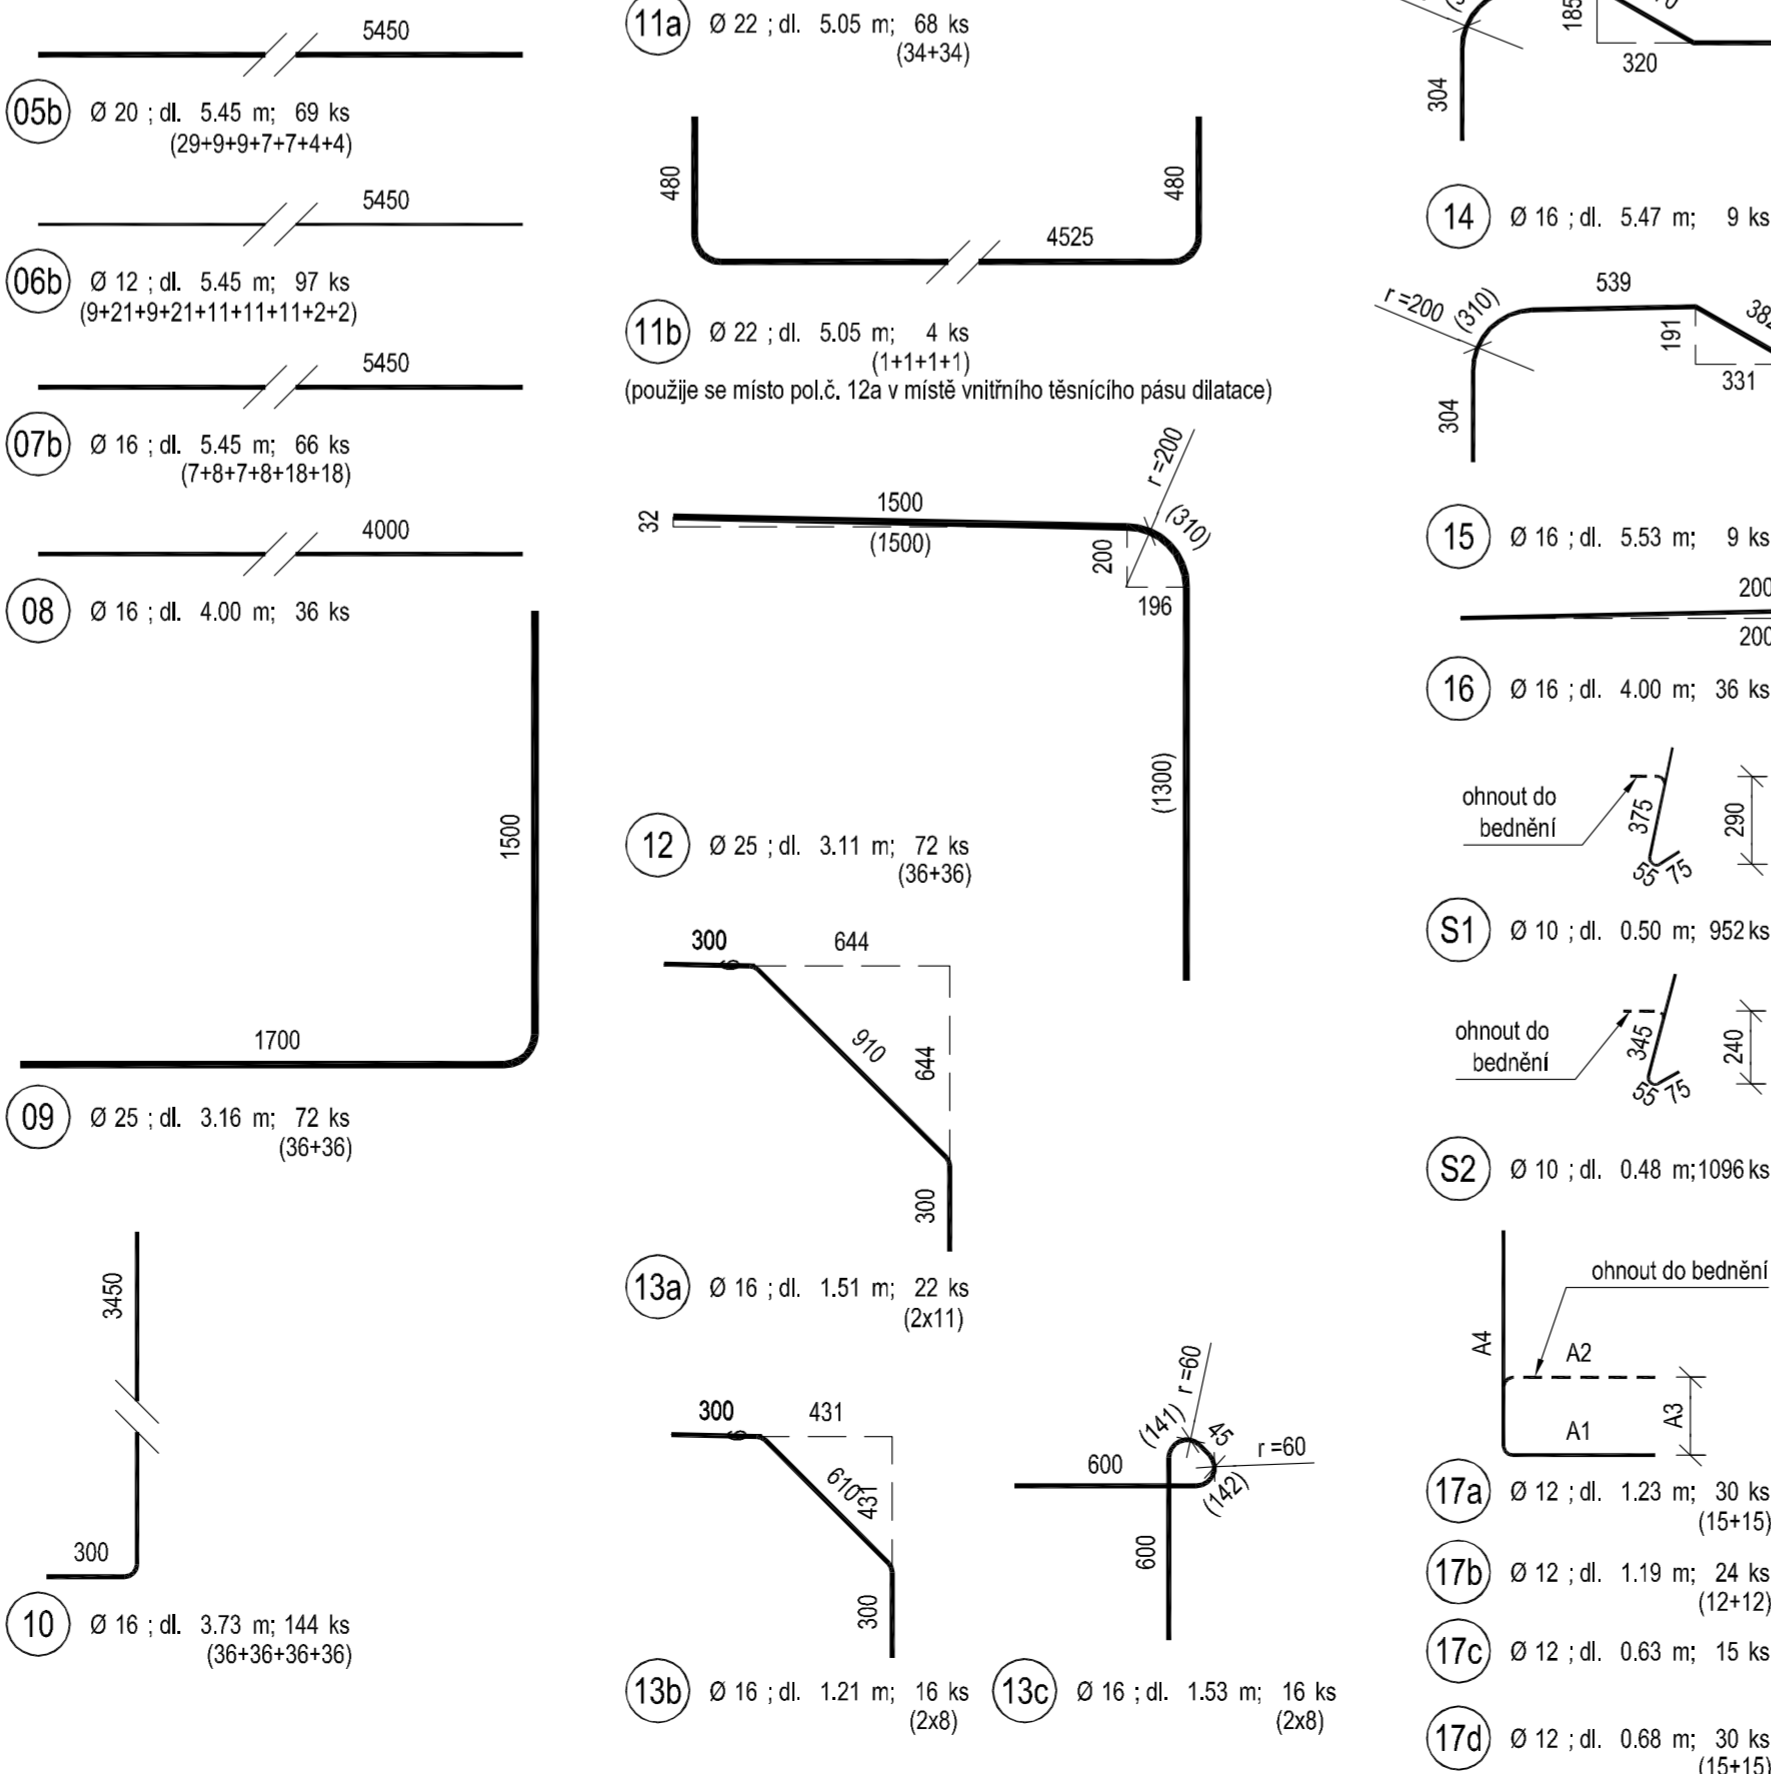 5450
05b Ø 20 ; dl. 5.45 m; 69 ks
(29+9+9+7+7+4+4)
5450
06b Ø 12 ; dl. 5.45 m; 97 ks
(9+21+9+21+11+11+11+2+2)
5450
07b Ø 16 ; dl. 5.45 m; 66 ks
(7+8+7+8+18+18)
4000
08 Ø 16 ; dl. 4.00 m; 36 ks
1500
1700
09 Ø 25 ; dl. 3.16 m; 72 ks
(36+36)
3450
300
10 Ø 16 ; dl. 3.73 m; 144 ks
(36+36+36+36)
11a Ø 22 ; dl. 5.05 m; 68 ks
(34+34)
480
480
4525
11b Ø 22 ; dl. 5.05 m; 4 ks
(1+1+1+1)
(použije se místo pol.č. 12a v místě vnitřního těsnícího pásu dilatace)
r =200
32
1500
(1500)
(310)
200
196
(1300)
12 Ø 25 ; dl. 3.11 m; 72 ks
(36+36)
300
644
910
644
300
13a Ø 16 ; dl. 1.51 m; 22 ks
(2x11)
300
431
610
431
300
13b Ø 16 ; dl. 1.21 m; 16 ks
(2x8)
r =60
(141)
45
r =60
600
(142)
600
13c Ø 16 ; dl. 1.53 m; 16 ks
(2x8)
185
320
304
14 Ø 16 ; dl. 5.47 m; 9 ks
539
r =200
(310)
191
331
304
15 Ø 16 ; dl. 5.53 m; 9 ks
16 Ø 16 ; dl. 4.00 m; 36 ks
ohnout do
bednění
375
290
55
75
S1 Ø 10 ; dl. 0.50 m; 952 ks
ohnout do
bednění
345
240
55
75
S2 Ø 10 ; dl. 0.48 m; 1096 ks
ohnout do bednění
A4
A2
A3
A1
17a Ø 12 ; dl. 1.23 m; 30 ks
(15+15)
17b Ø 12 ; dl. 1.19 m; 24 ks
(12+12)
17c Ø 12 ; dl. 0.63 m; 15 ks
17d Ø 12 ; dl. 0.68 m; 30 ks
(15+15)